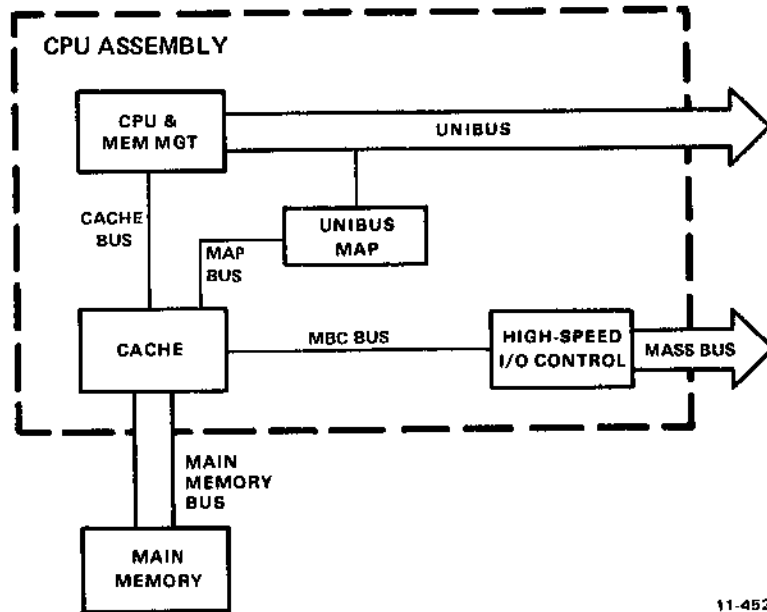 CPU ASSEMBLY
CPU &
MEM MGT
UNIBUS
CACHE
BUS
UNIBUS
MAP
MAP
BUS
CACHE
MBC BUS
HIGH-SPEED
I/O CONTROL
MASS BUS
MAIN
MEMORY
BUS
MAIN
MEMORY
11-452